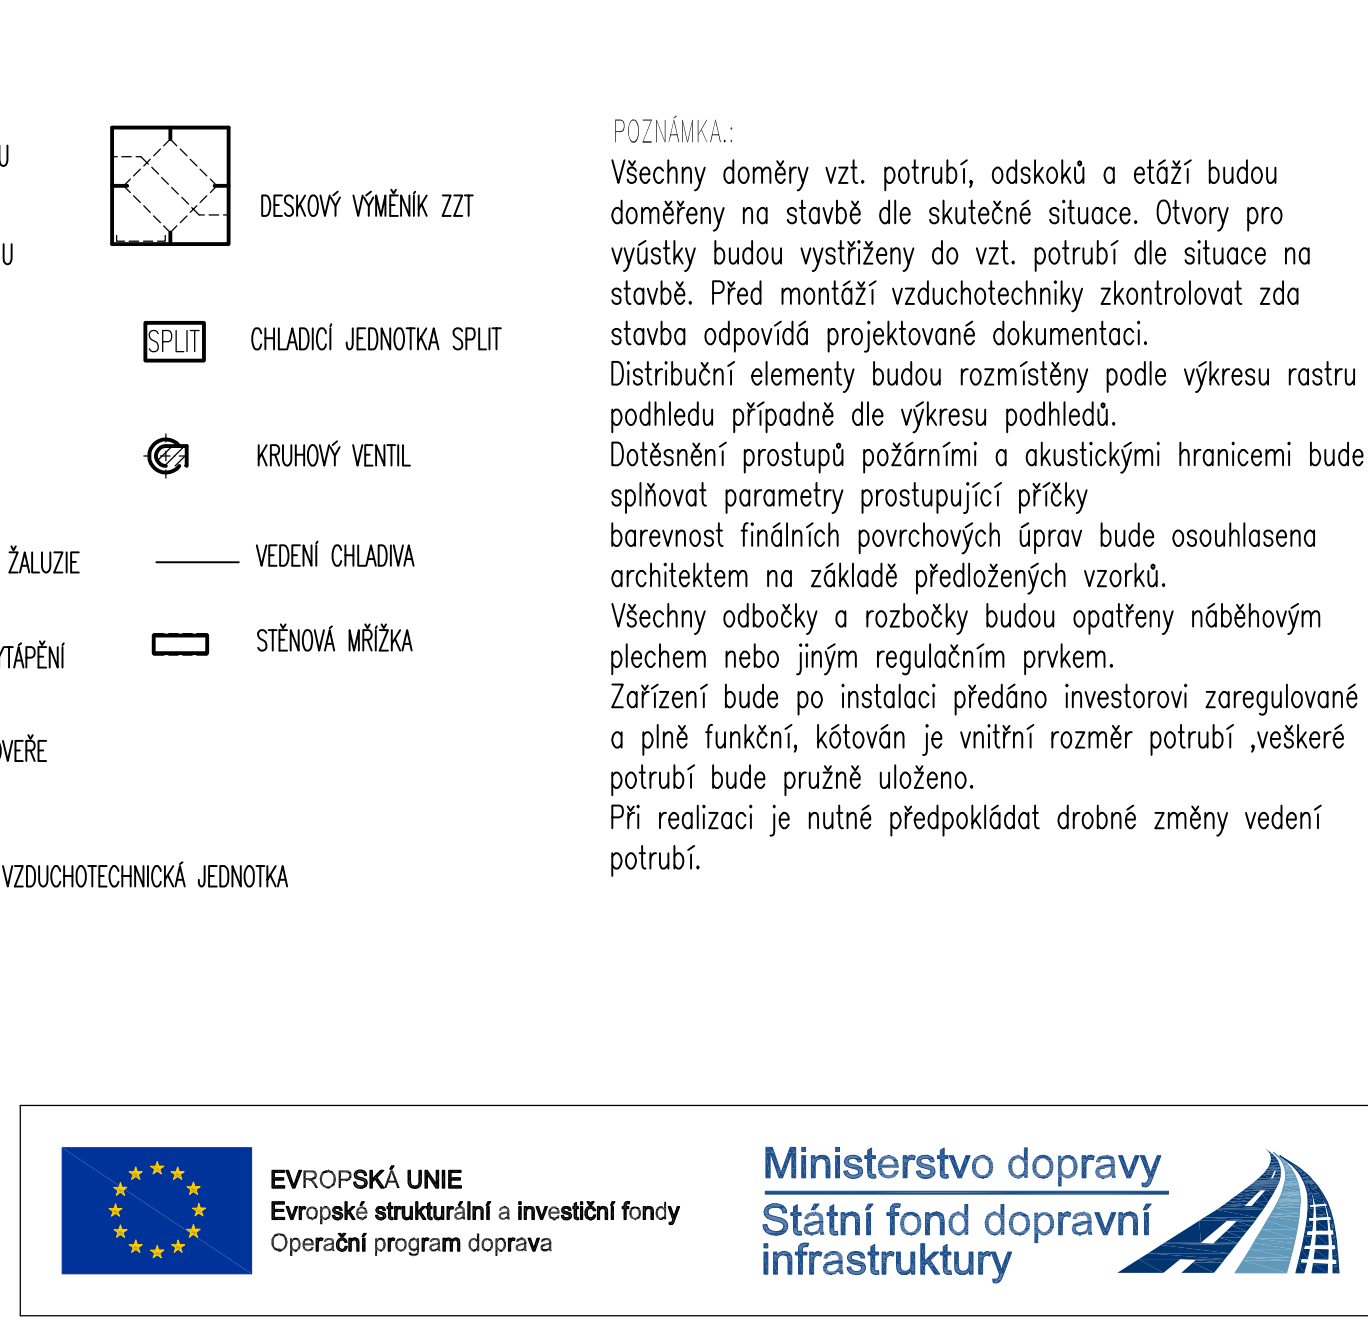 DESKOVÝ VÝMĚNÍK ZZT
SPLIT
CHLADICÍ JEDNOTKA SPLIT
KRUHOVÝ VENTIL
ŽALUZIE
VEDENÍ CHLADIVA
STĚNOVÁ MŘÍŽKA
VZDUCHOTECHNICKÁ JEDNOTKA
POZNÁMKA.:
Všechny doměry vzt. potrubí, odskoků a etáží budou
doměřeny na stavbě dle skutečné situace. Otvory pro
vyústky budou vystřiženy do vzt. potrubí dle situace na
stavbě. Před montáží vzduchotechniky zkontrolovat zda
stavba odpovídá projektované dokumentaci.
Distribuční elementy budou rozmístěny podle výkresu rastru
podhledu případně dle výkresu podhledů.
Dotěsnění prostupů požárními a akustickými hranicemi bude
splňovat parametry prostupující příčky
barevnost finálních povrchových úprav bude osouhlasena
architektem na základě předložených vzorků.
Všechny odbočky a rozbočky budou opatřeny náběhovým
plechem nebo jiným regulačním prvkem.
Zařízení bude po instalaci předáno investorovi zaregulované
a plně funkční, kótován je vnitřní rozměr potrubí ,veškeré
potrubí bude pružně uloženo.
Při realizaci je nutné předpokládat drobné změny vedení
potrubí.
EVROPSKÁ UNIE
Evropské strukturální a investiční fondy
Operační program doprava
Ministerstvo dopravy
Státní fond dopravní
infrastruktury